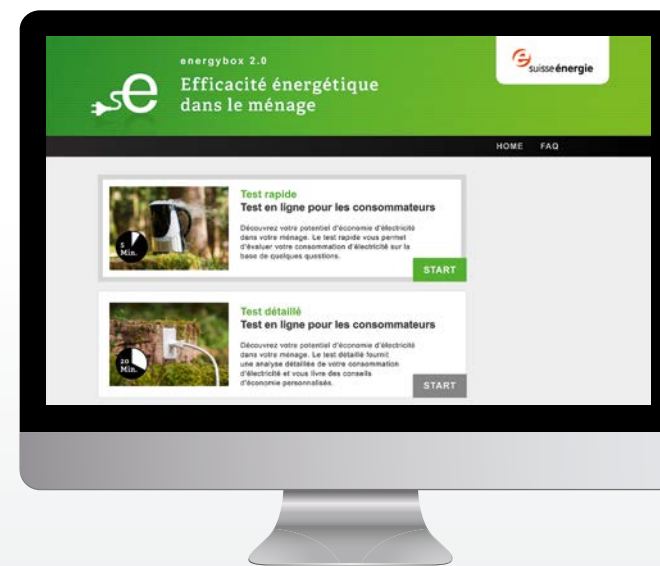 energybox 2.0
Efficacité énergétique
dans le ménage
suisseénergie
HOME FAQ
Test rapide
Test en ligne pour les consommateurs
Découvrez votre potentiel d'économie d'électricité
dans votre ménage. Le test rapide vous permet
d'évaluer votre consommation d'électricité sur la
base de quelques questions.
5
Min.
START
Test détaillé
Test en ligne pour les consommateurs
Découvrez votre potentiel d'économie d'électricité
dans votre ménage. Le test détaillé fournit
une analyse détaillée de votre consommation
d'électricité et vous livre des conseils
d'économie personnalisés.
20
Min.
START